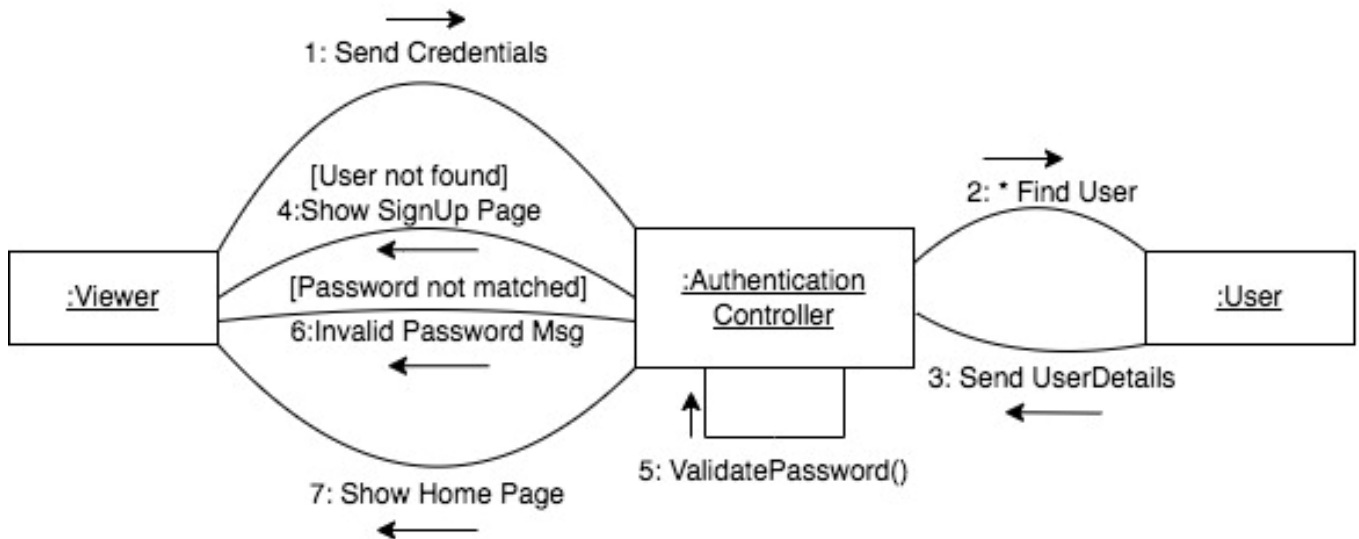 1: Send Credentials
[User not found]
4:Show SignUp Page
2: * Find User
:Viewer
[Password not matched]
6:Invalid Password Msg
:Authentication
Controller
:User
3: Send UserDetails
5: ValidatePassword()
7: Show Home Page